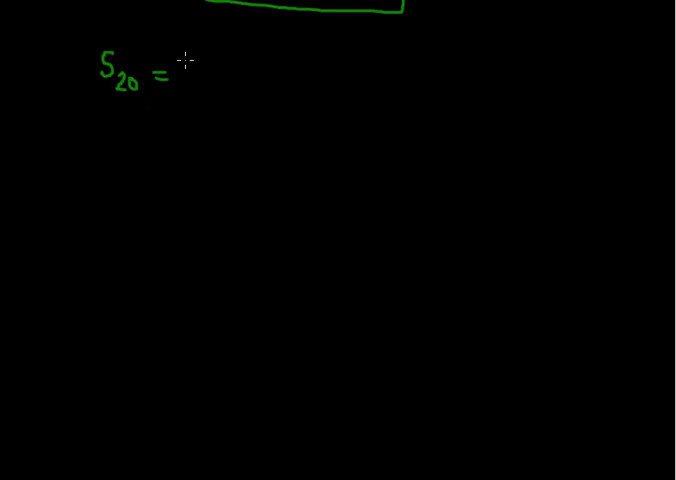 S₂₀ =